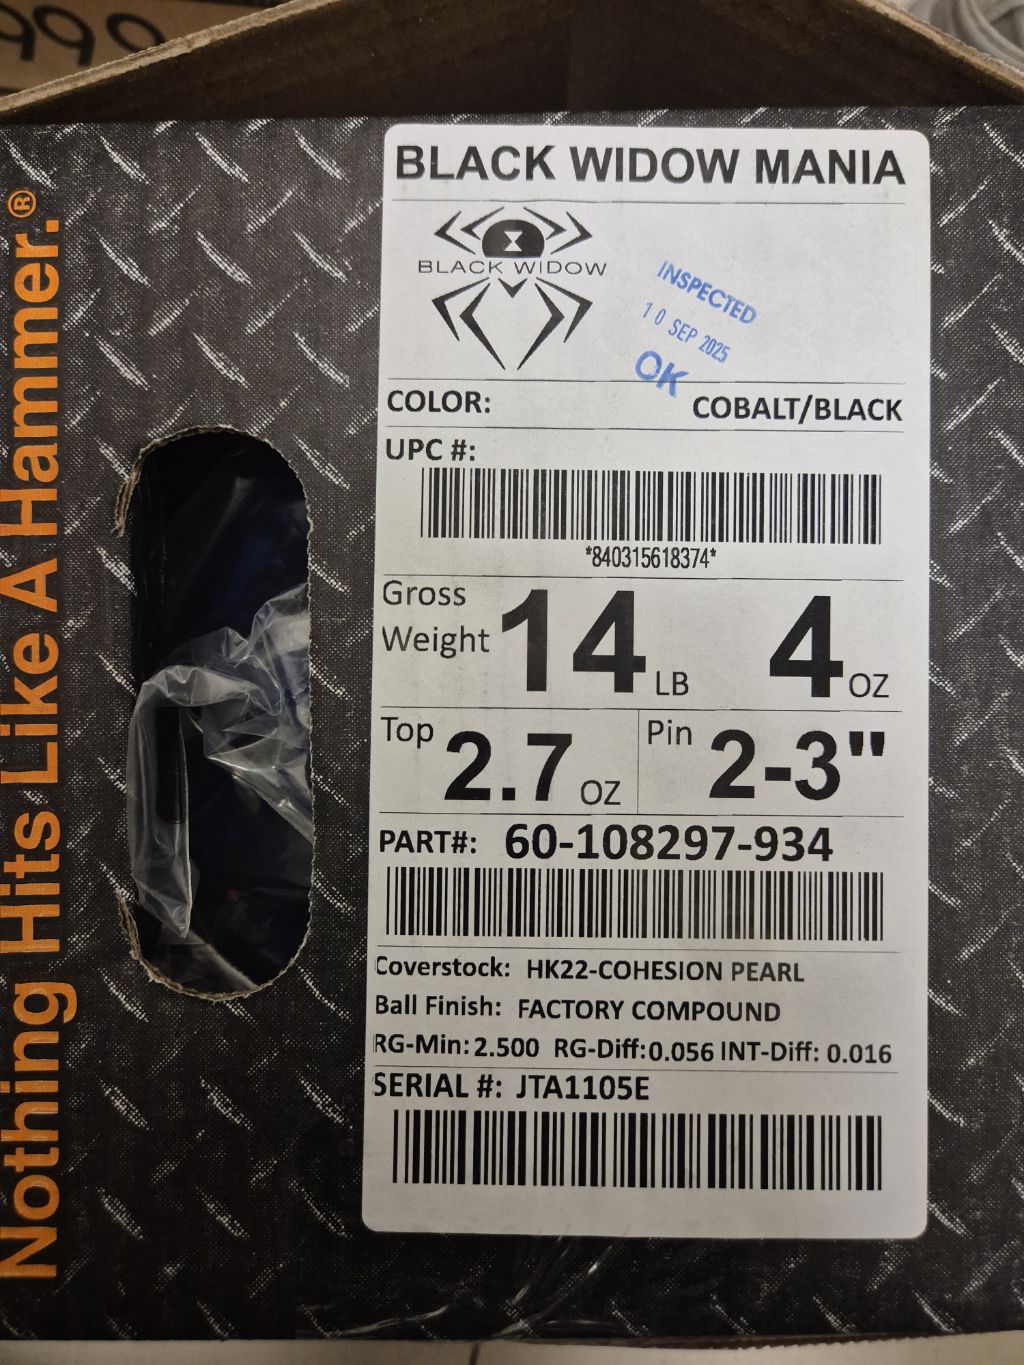 999
Nothing Hits Like A Hammer.®
BLACK WIDOW MANIA
BLACK WIDOW
INSPECTED
10 SEP 2025
OK
COLOR: COBALT/BLACK
UPC #:
*840315618374*
Gross Weight 14 LB 4 OZ
Top 2.7 OZ Pin 2-3"
PART#: 60-108297-934
Coverstock: HK22-COHESION PEARL
Ball Finish: FACTORY COMPOUND
RG-Min: 2.500 RG-Diff: 0.056 INT-Diff: 0.016
SERIAL #: JTA1105E